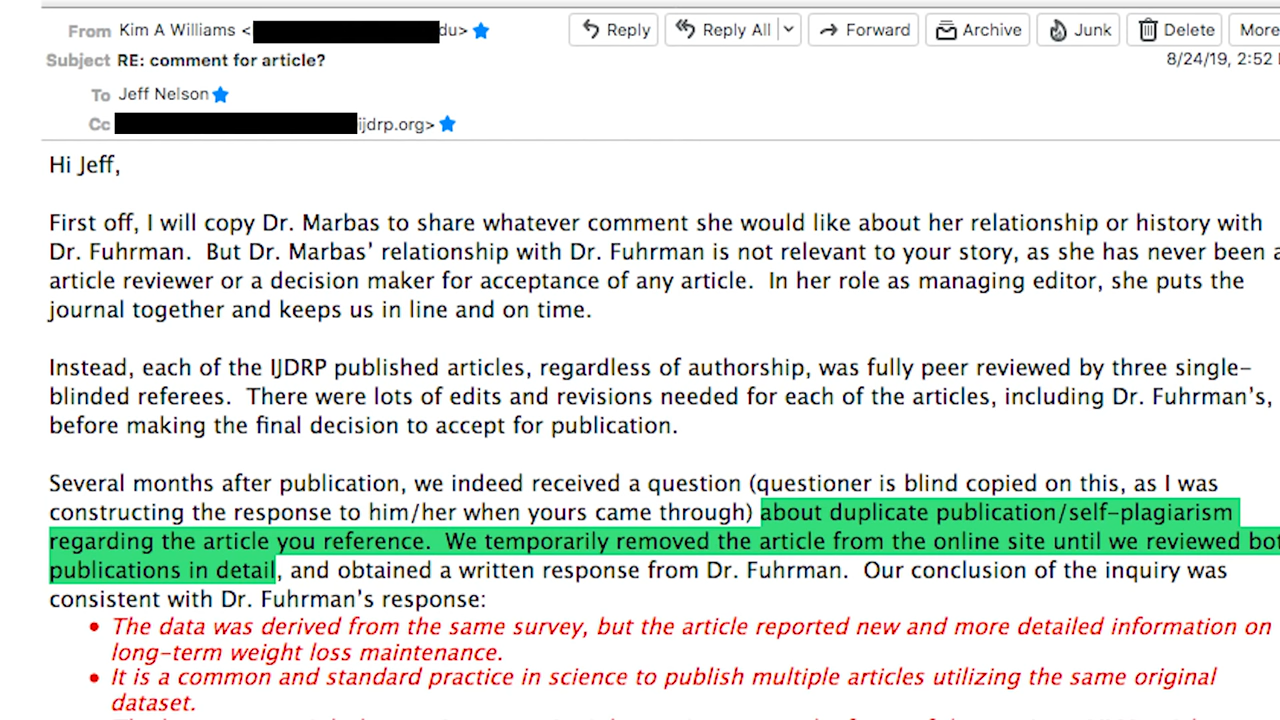 From Kim A Williams < du> Reply Reply All Forward Archive Junk Delete More
Subject RE: comment for article? 8/24/19, 2:52
To Jeff Nelson
Cc ijdrp.org>
Hi Jeff,
First off, I will copy Dr. Marbas to share whatever comment she would like about her relationship or history with
Dr. Fuhrman. But Dr. Marbas' relationship with Dr. Fuhrman is not relevant to your story, as she has never been a
article reviewer or a decision maker for acceptance of any article. In her role as managing editor, she puts the
journal together and keeps us in line and on time.
Instead, each of the IJDRP published articles, regardless of authorship, was fully peer reviewed by three single-
blinded referees. There were lots of edits and revisions needed for each of the articles, including Dr. Fuhrman's,
before making the final decision to accept for publication.
Several months after publication, we indeed received a question (questioner is blind copied on this, as I was
constructing the response to him/her when yours came through) about duplicate publication/self-plagiarism
regarding the article you reference. We temporarily removed the article from the online site until we reviewed bot
publications in detail, and obtained a written response from Dr. Fuhrman. Our conclusion of the inquiry was
consistent with Dr. Fuhrman's response:
• The data was derived from the same survey, but the article reported new and more detailed information on
long-term weight loss maintenance.
• It is a common and standard practice in science to publish multiple articles utilizing the same original
dataset.